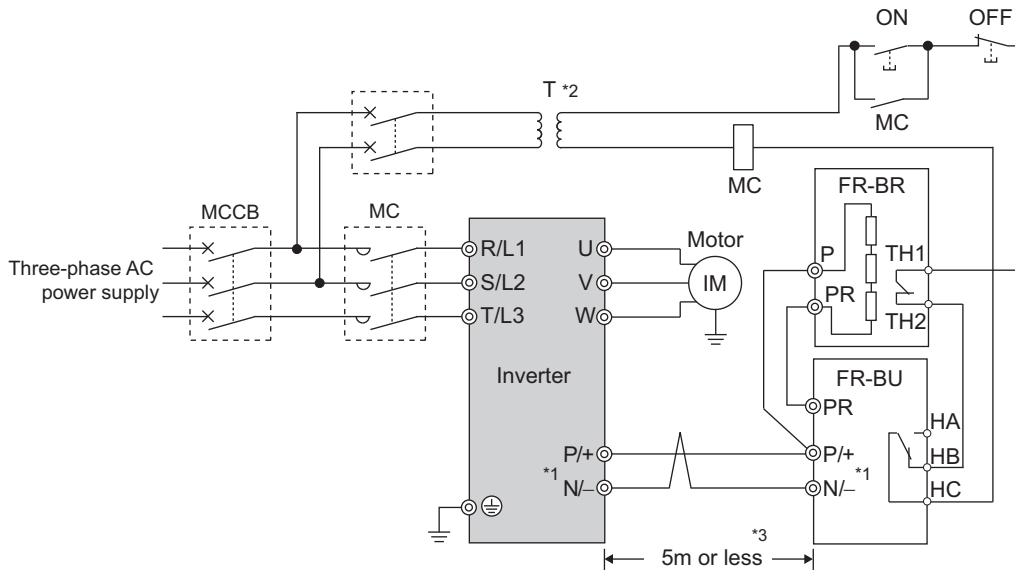 ON
OFF
T *2
MC
MC
FR-BR
MCCB
MC
Motor
R/L1
U
P
TH1
Three-phase AC
power supply
S/L2
V
IM
PR
T/L3
W
TH2
Inverter
FR-BU
PR
HA
P/+
P/+
HB
*1
N/–
N/–
*1
HC
5m or less
*3